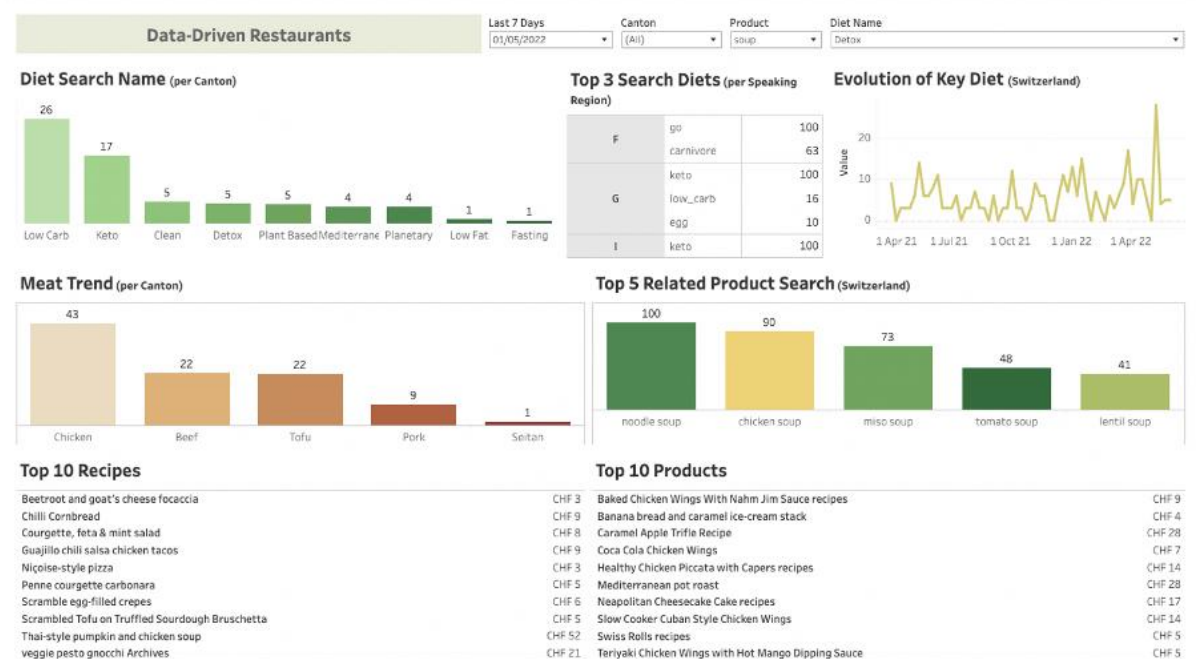 Data-Driven Restaurants
Last 7 Days
01/05/2022
Canton
(All)
Product
soup
Diet Name
Detox
Diet Search Name (per Canton)
26
17
5
5
5
4
4
1
1
Low Carb
Keto
Clean
Detox
Plant Based
Mediterrane
Planetary
Low Fat
Fasting
Top 3 Search Diets (per Speaking
Region)
F
go 100
carnivore 63
G
keto 100
low_carb 16
egg 10
I
keto 100
Evolution of Key Diet (Switzerland)
Value
20
10
0
1 Apr 21
1 Jul 21
1 Oct 21
1 Jan 22
1 Apr 22
Meat Trend (per Canton)
43
22
22
9
1
Chicken
Beef
Tofu
Pork
Seitan
Top 5 Related Product Search (Switzerland)
100
90
73
48
41
noodle soup
chicken soup
miso soup
tomato soup
lentil soup
Top 10 Recipes
Beetroot and goat's cheese focaccia CHF 3
Chilli Cornbread CHF 9
Courgette, feta & mint salad CHF 8
Guajillo chili salsa chicken tacos CHF 9
Niçoise-style pizza CHF 3
Penne courgette carbonara CHF 5
Scramble egg-filled crepes CHF 6
Scrambled Tofu on Truffled Sourdough Bruschetta CHF 5
Thai-style pumpkin and chicken soup CHF 52
veggie pesto gnocchi Archives CHF 21
Top 10 Products
Baked Chicken Wings With Nahm Jim Sauce recipes CHF 9
Banana bread and caramel ice-cream stack CHF 4
Caramel Apple Trifle Recipe CHF 28
Coca Cola Chicken Wings CHF 7
Healthy Chicken Piccata with Capers recipes CHF 14
Mediterranean pot roast CHF 28
Neapolitan Cheesecake Cake recipes CHF 17
Slow Cooker Cuban Style Chicken Wings CHF 14
Swiss Rolls recipes CHF 5
Teriyaki Chicken Wings with Hot Mango Dipping Sauce CHF 5